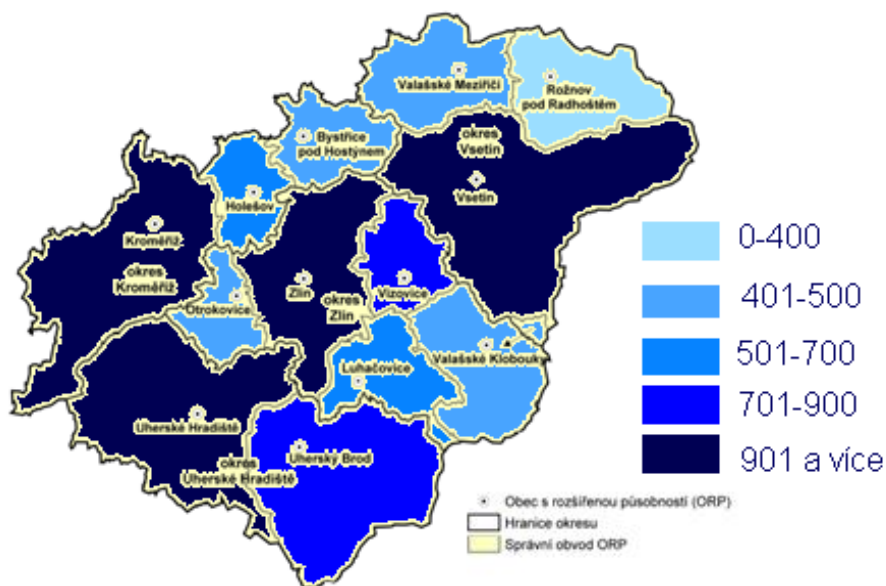 Valašské Meziříčí
Rožnov
pod Radhoštěm
Bystřice
pod Hostýnem
okres
Vsetín
Vsetín
Holešov
Kroměříž
okres
Kroměříž
Zlín
okres
Zlín
Vizovice
Otrokovice
Luhačovice
Valašské Klobouky
Uherské Hradiště
okres
Uherské Hradiště
Uherský Brod
0-400
401-500
501-700
701-900
901 a více
Obec s rozšířenou působností (ORP)
Hranice okresu
Správní obvod ORP